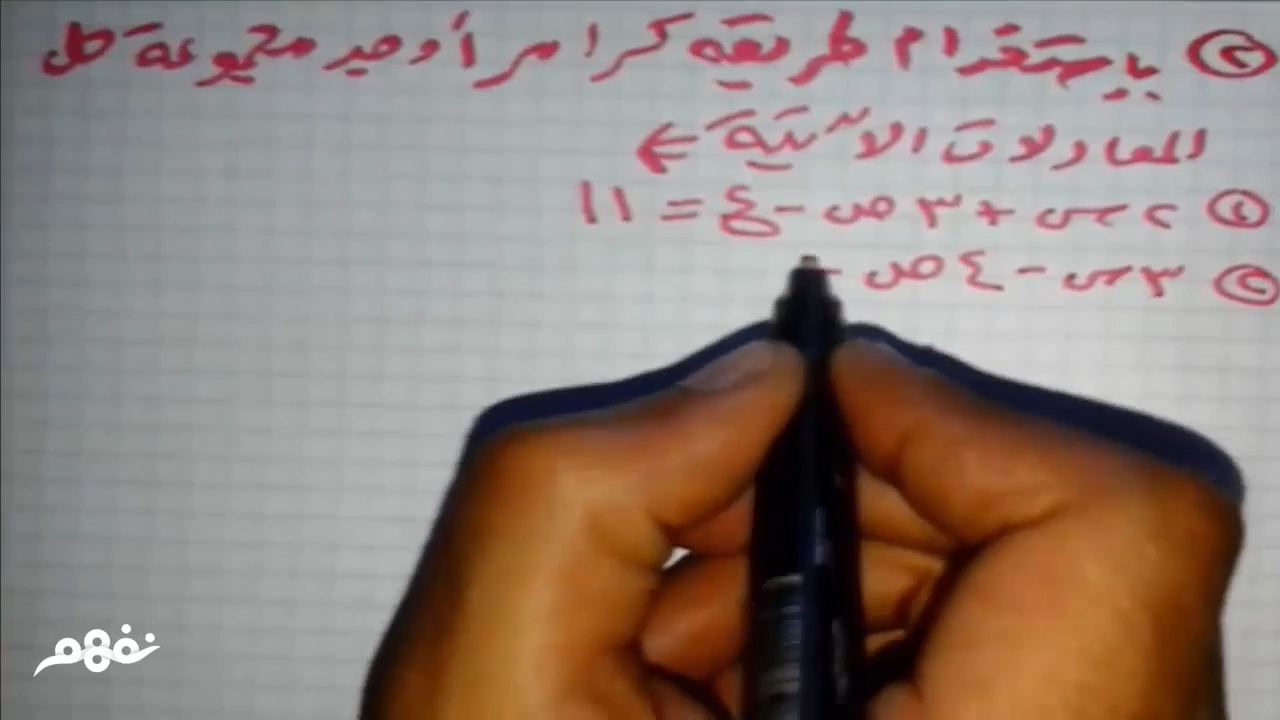 ② باستخدام طريقة كرامر أوجد مجموعة حل
المعادلات الآتية ←
① ٢س + ٣ص - ع = ١١
② ٣س - ٤ص -
نفهم